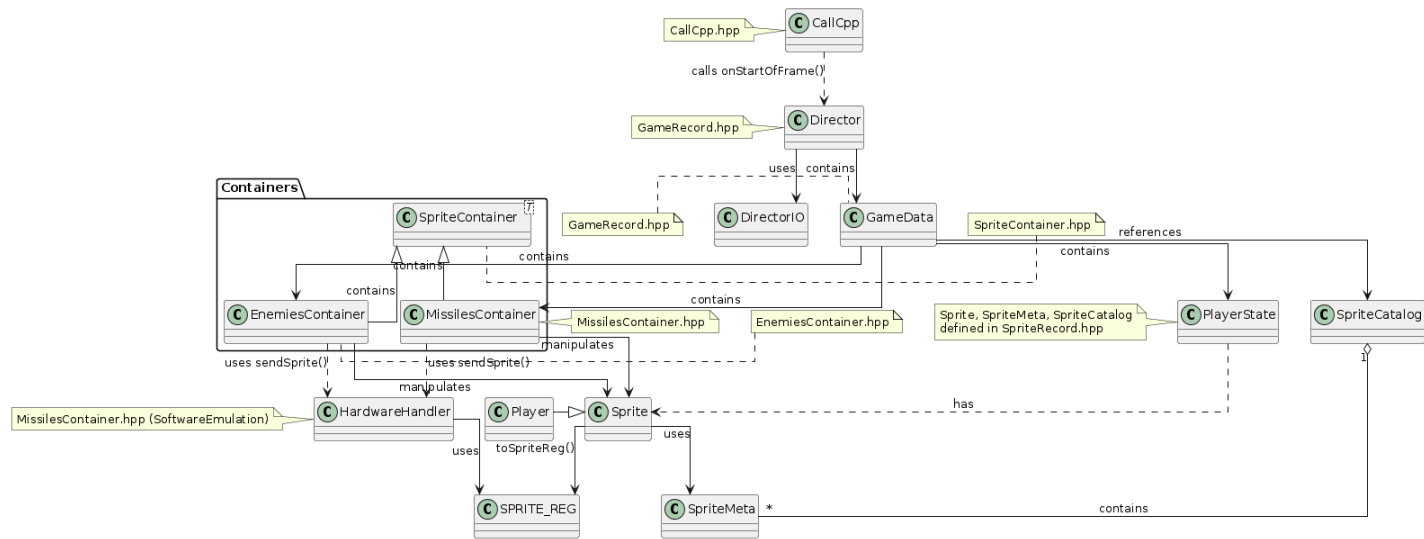 CallCpp.hpp
C CallCpp
calls onStartOfFrame()
GameRecord.hpp
C Director
uses
contains
Containers
C SpriteContainer
T
GameRecord.hpp
C DirectorIO
C GameData
SpriteContainer.hpp
references
contains
contains
contains
contains
contains
C EnemiesContainer
C MissilesContainer
MissilesContainer.hpp
EnemiesContainer.hpp
Sprite, SpriteMeta, SpriteCatalog
defined in SpriteRecord.hpp
C PlayerState
C SpriteCatalog
manipulates
1
uses sendSprite()
uses sendSprite()
manipulates
MissilesContainer.hpp (SoftwareEmulation)
C HardwareHandler
C Player
C Sprite
has
uses
toSpriteReg()
uses
C SPRITE_REG
C SpriteMeta
*
contains